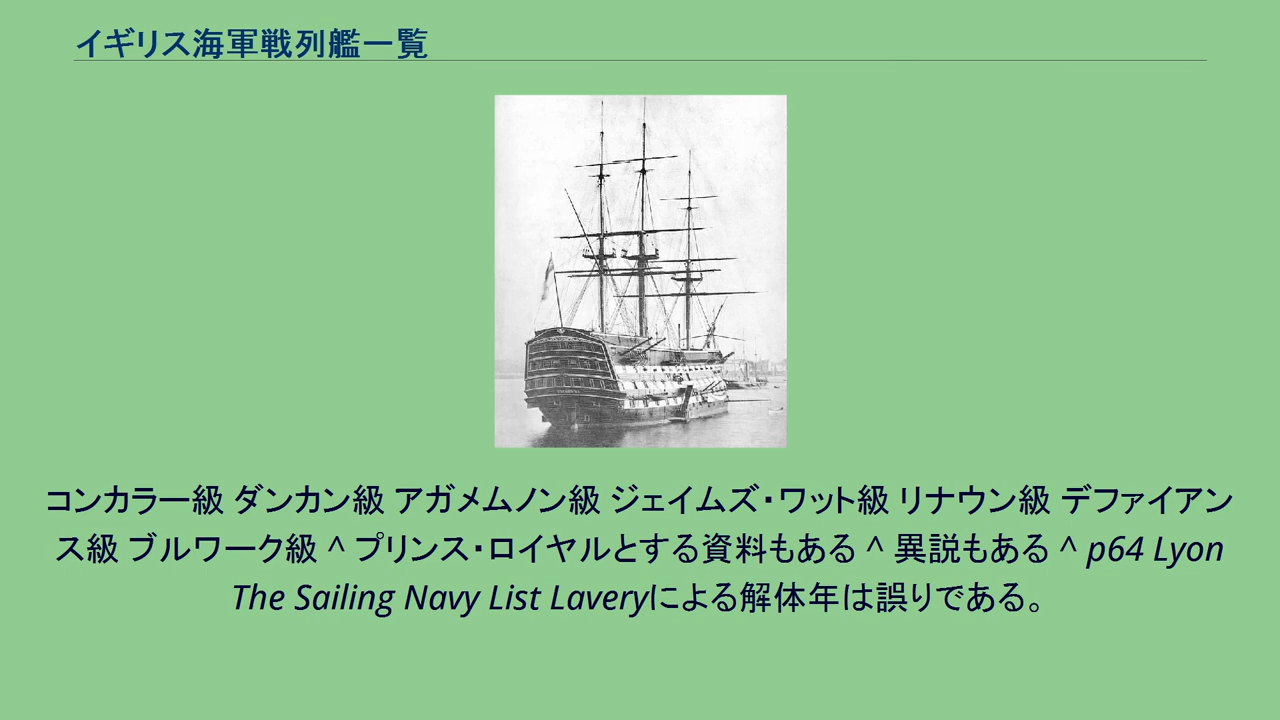 イギリス海軍戦列艦一覧
コンカラー級 ダンカン級 アガメムノン級 ジェイムズ・ワット級 リナウン級 デファイアン
ス級 ブルワーク級 ^ プリンス・ロイヤルとする資料もある ^ 異説もある ^ p64 Lyon
The Sailing Navy List Laveryによる解体年は誤りである。